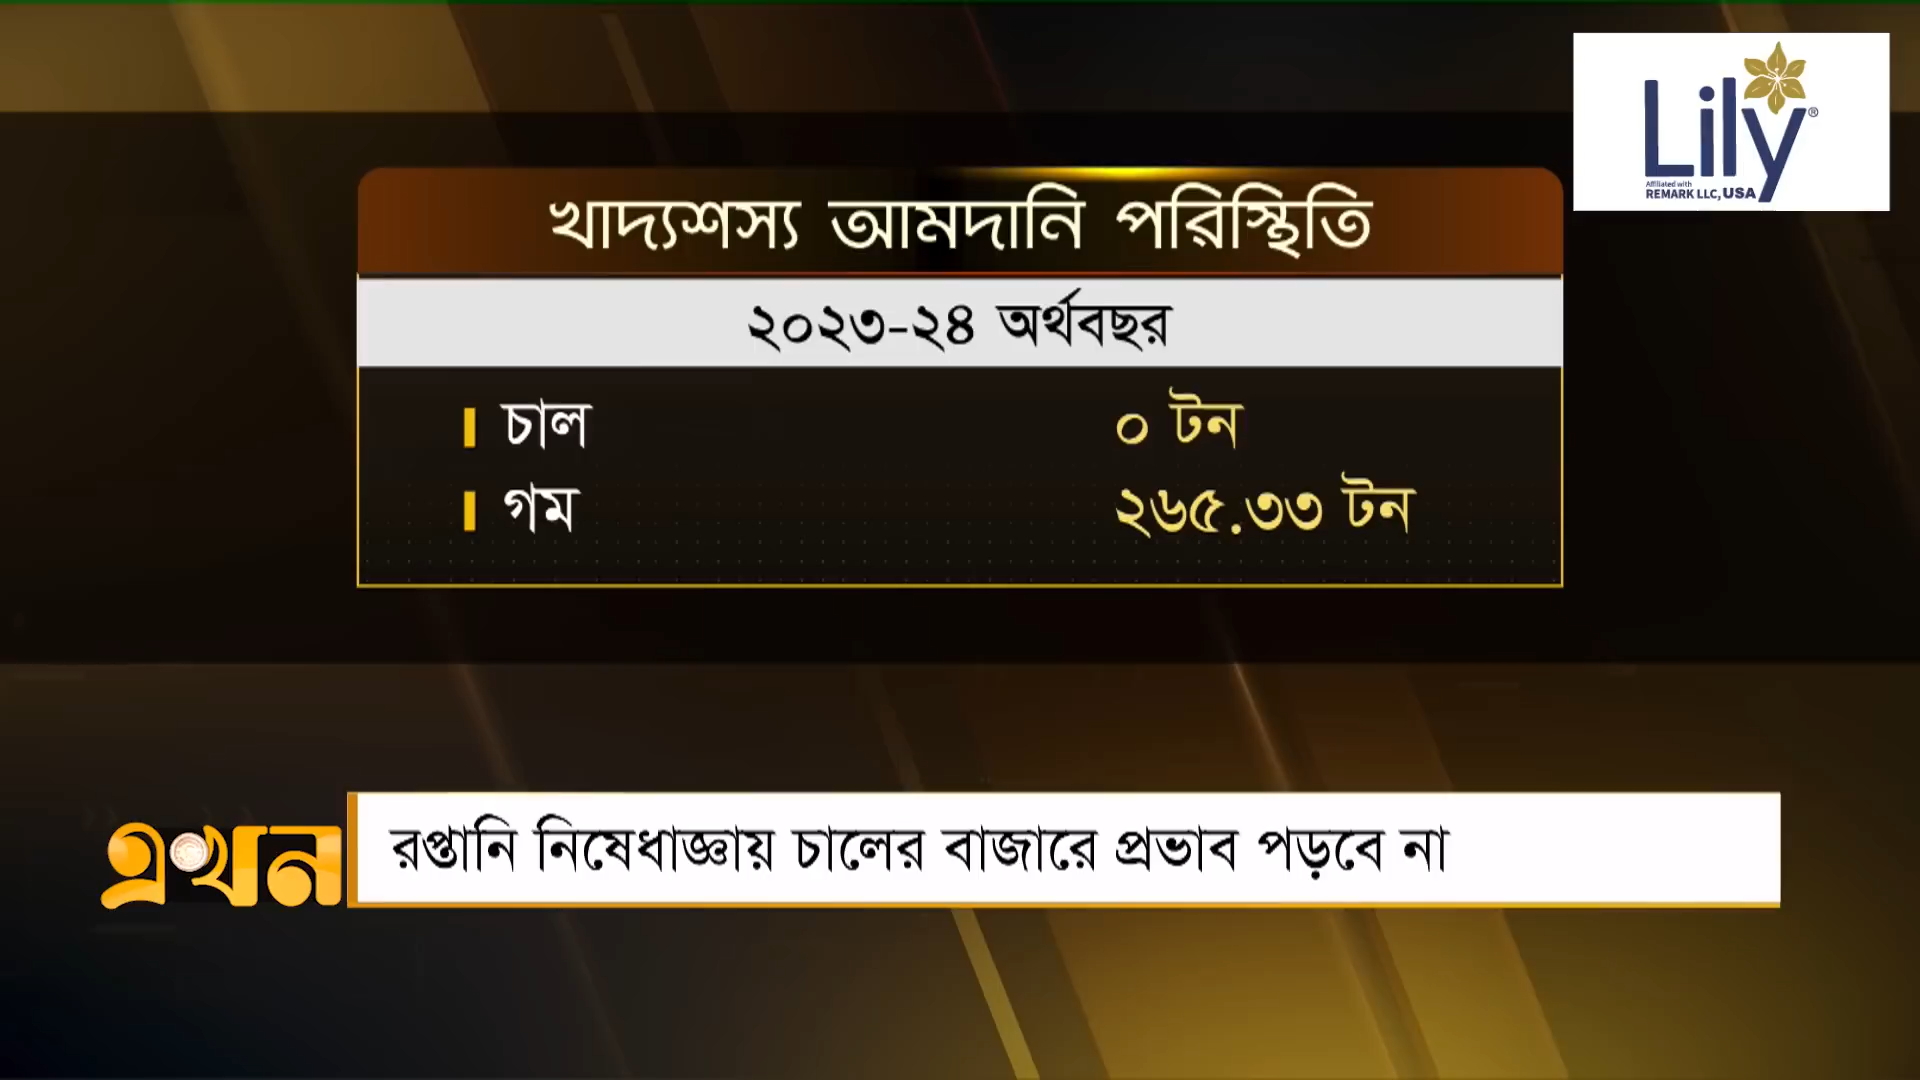 Lily®
Affiliated with
REMARK LLC, USA
খাদ্যশস্য আমদানি পরিস্থিতি
২০২৩-২৪ অর্থবছর
চাল ০ টন
গম ২৬৫.৩৩ টন
এখন
রপ্তানি নিষেধাজ্ঞায় চালের বাজারে প্রভাব পড়বে না